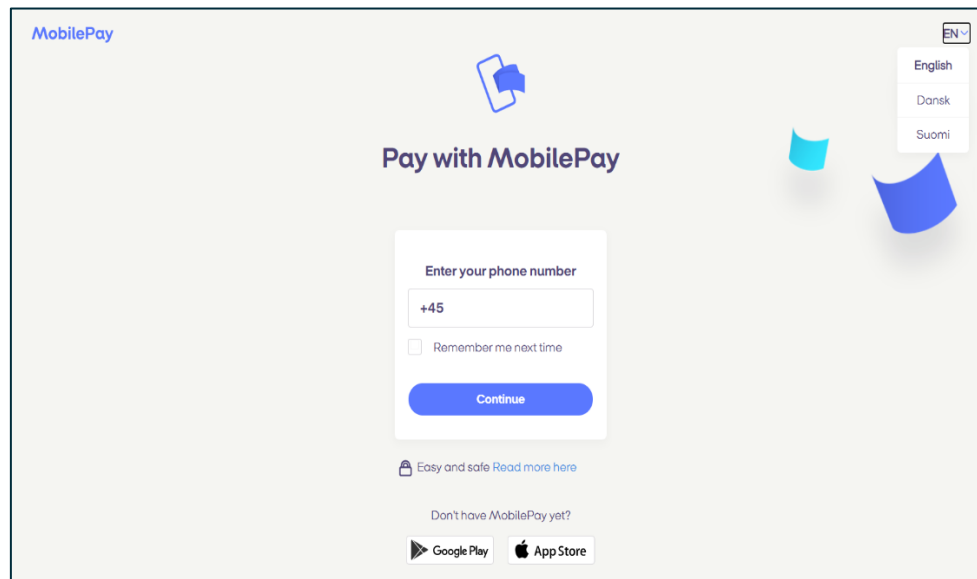 MobilePay
EN
English
Dansk
Suomi
Pay with MobilePay
Enter your phone number
+45
Remember me next time
Continue
Easy and safe Read more here
Don't have MobilePay yet?
Google Play
App Store